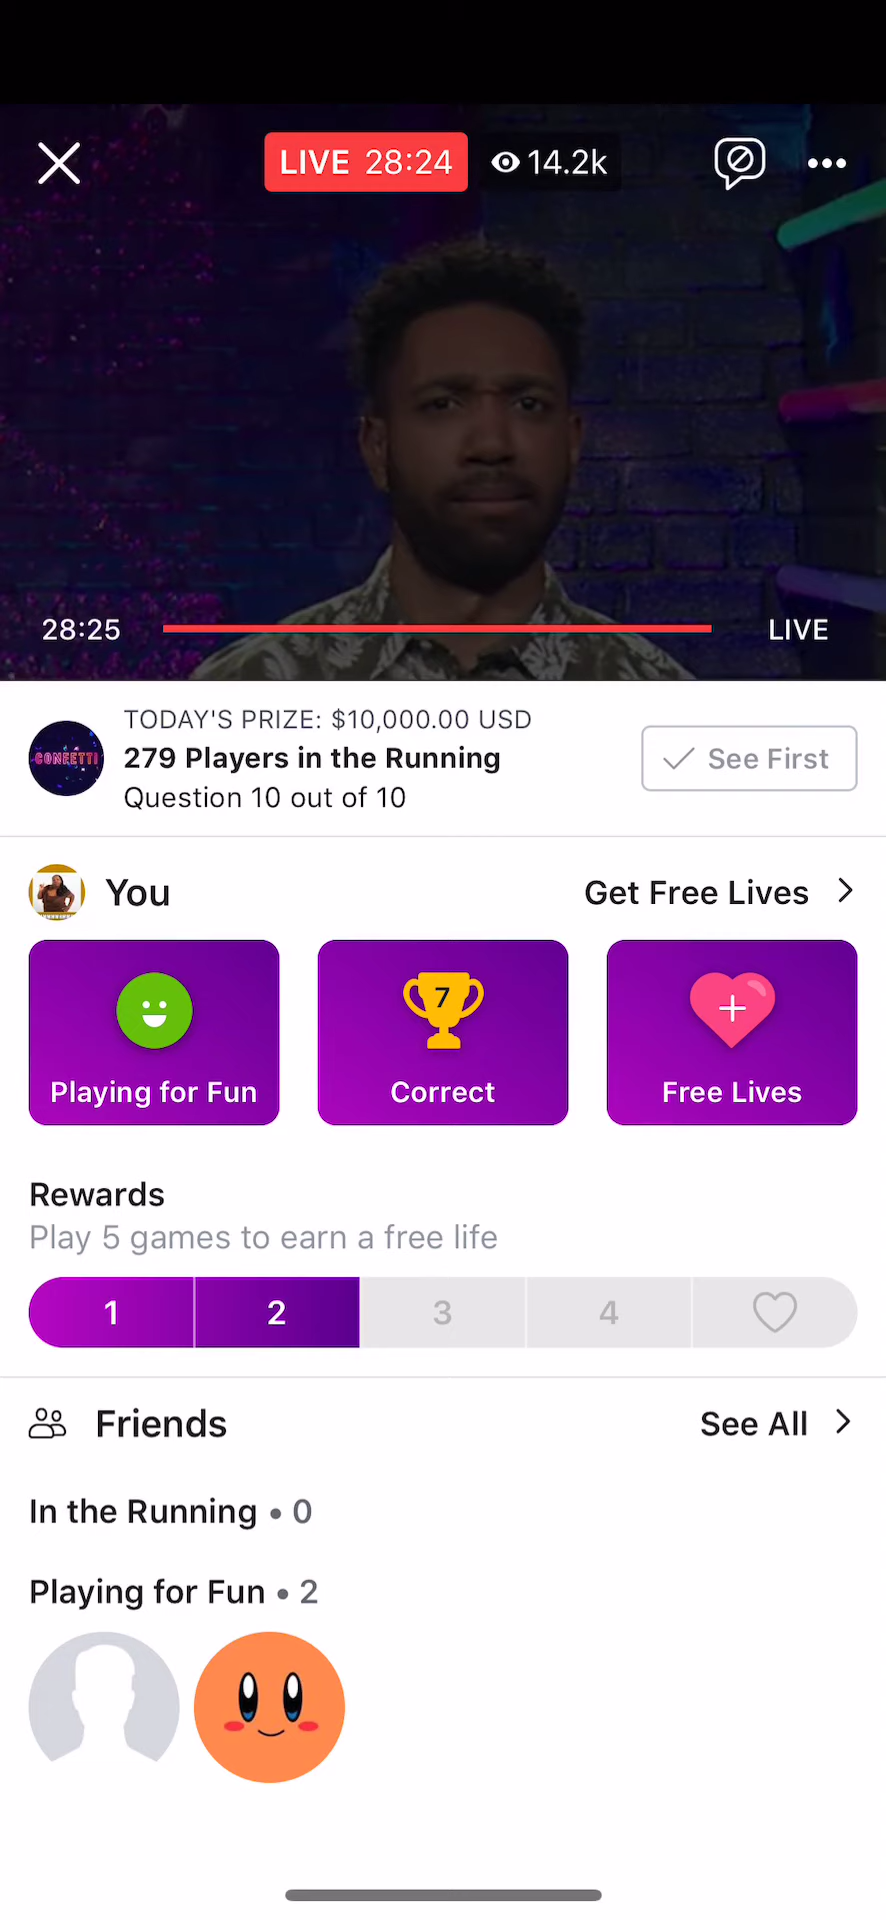 LIVE 28:24 14.2k
28:25 LIVE
CONFETTI
TODAY'S PRIZE: $10,000.00 USD
279 Players in the Running
Question 10 out of 10
See First
You
Get Free Lives
Playing for Fun
7
Correct
Free Lives
Rewards
Play 5 games to earn a free life
1 2 3 4
Friends
See All
In the Running • 0
Playing for Fun • 2